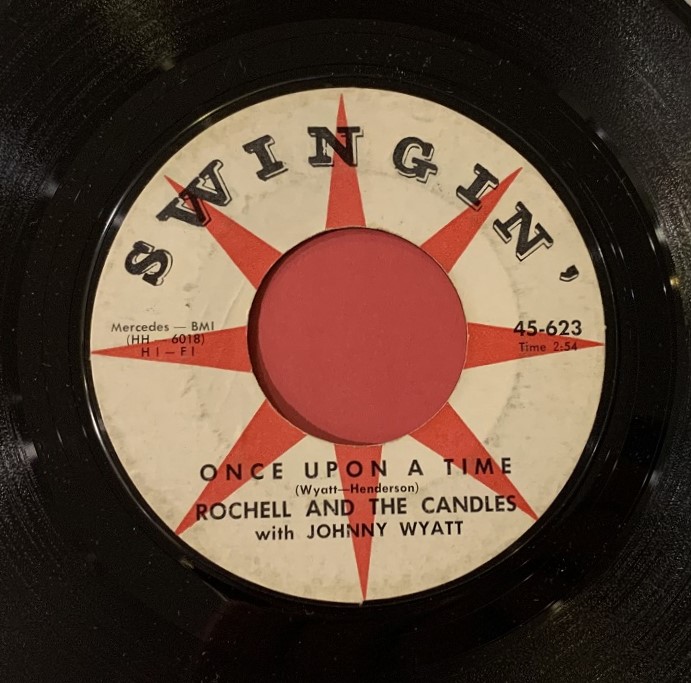 SWINGIN'
Mercedes — BMI
(HH — 6018)
HI-FI
45-623
Time 2:54
ONCE UPON A TIME
(Wyatt—Henderson)
ROCHELL AND THE CANDLES
with JOHNNY WYATT